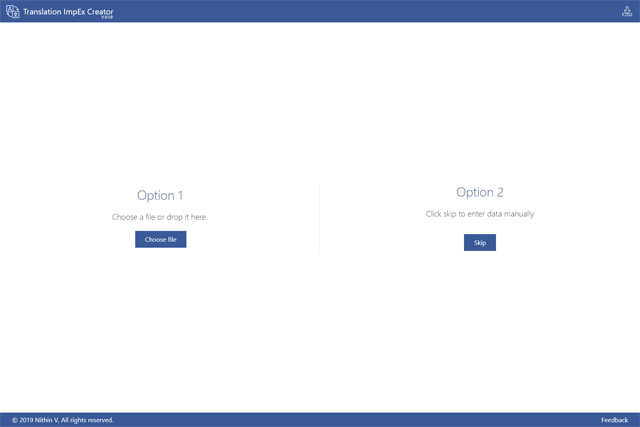 Translation ImpEx Creator
Option 1
Choose a file or drop it here.
Choose file
Option 2
Click skip to enter data manually
Skip
© 2019 Nithin V, All rights reserved.
Feedback